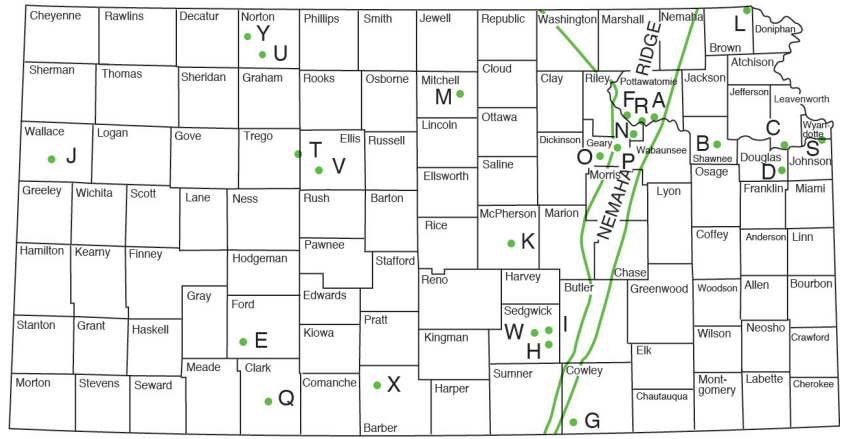 Cheyenne
Rawlins
Decatur
Norton
Phillips
Smith
Jewell
Republic
Washington
Marshall
Nemaha
L
Brown
Doniphan
Y
U
Sherman
Thomas
Sheridan
Graham
Rooks
Osborne
Mitchell
M
Cloud
Clay
Riley
Pottawatomie
RIDGE
F
R
A
Jackson
Atchison
Jefferson
Leavenworth
Wyan-
dotte
Wallace
J
Logan
Gove
Trego
Ellis
T
V
Russell
Lincoln
Ottawa
Saline
Dickinson
Geary
N
O
P
Wabaunsee
B
Shawnee
C
Douglas
D
S
Johnson
Greeley
Wichita
Scott
Lane
Ness
Rush
Barton
Ellsworth
Rice
McPherson
K
Marion
Morris
NEMAHA
Lyon
Osage
Franklin
Miami
Hamilton
Kearny
Finney
Hodgeman
Pawnee
Stafford
Reno
Harvey
Chase
Butler
Coffey
Anderson
Linn
Gray
Ford
E
Edwards
Kiowa
Pratt
Kingman
Sedgwick
W
I
H
Greenwood
Woodson
Allen
Bourbon
Stanton
Grant
Haskell
Meade
Clark
Q
Comanche
X
Barber
Harper
Sumner
Cowley
G
Elk
Chautauqua
Wilson
Neosho
Crawford
Morton
Stevens
Seward
Mont-
gomery
Labette
Cherokee